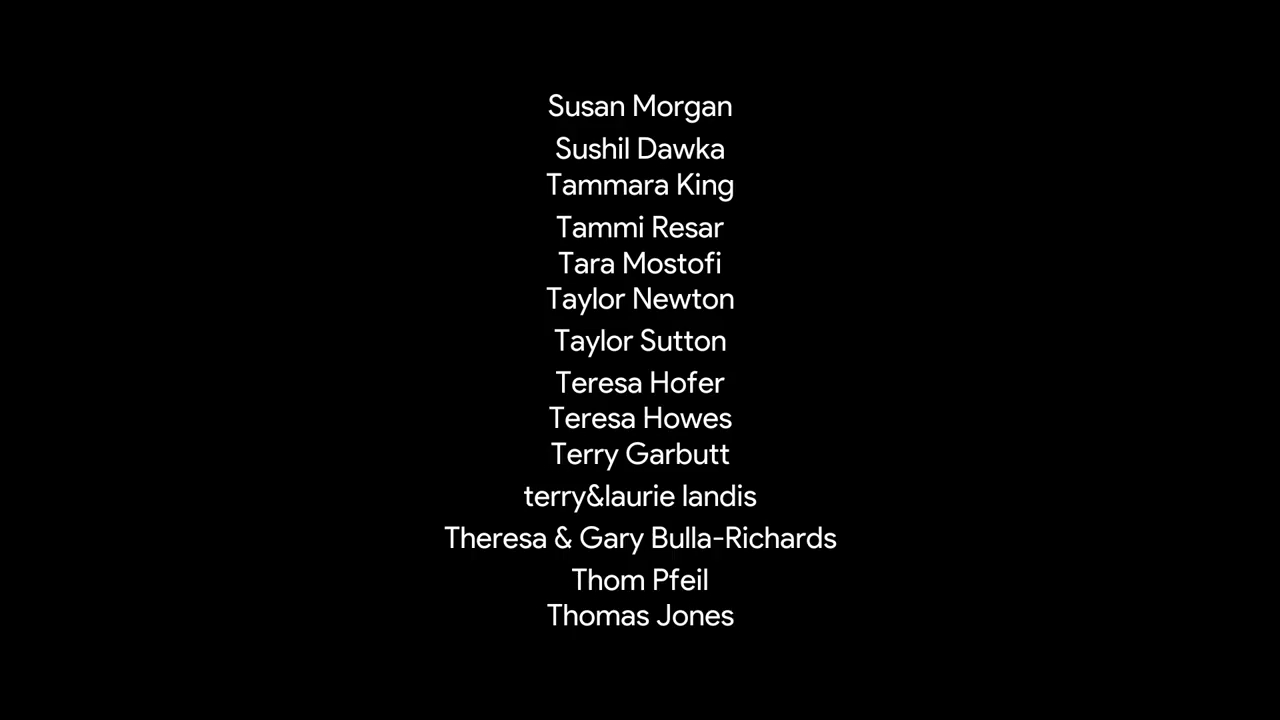 Susan Morgan
Sushil Dawka
Tammara King
Tammi Resar
Tara Mostofi
Taylor Newton
Taylor Sutton
Teresa Hofer
Teresa Howes
Terry Garbutt
terry&laurie landis
Theresa & Gary Bulla-Richards
Thom Pfeil
Thomas Jones